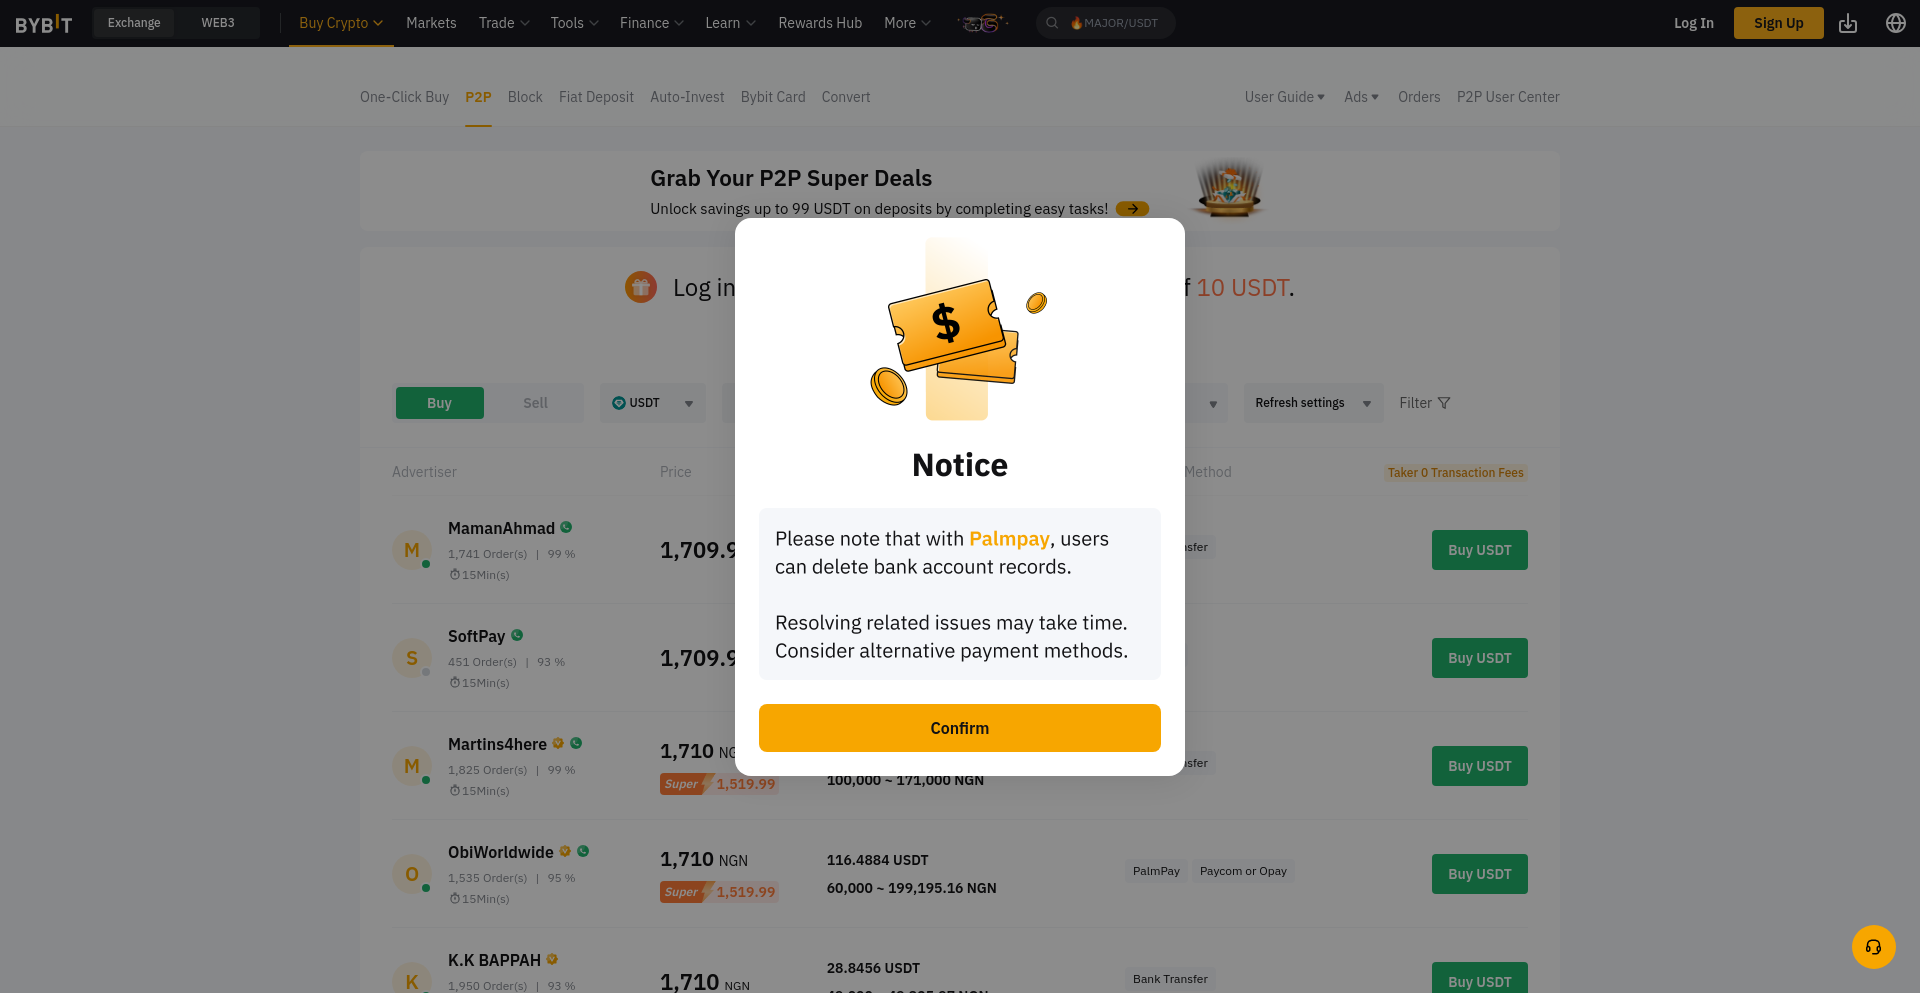 BYBIT Exchange WEB3 Buy Crypto Markets Trade Tools Finance Learn Rewards Hub More MAJOR/USDT Log In Sign Up
One-Click Buy P2P Block Fiat Deposit Auto-Invest Bybit Card Convert User Guide Ads Orders P2P User Center
Grab Your P2P Super Deals
Unlock savings up to 99 USDT on deposits by completing easy tasks!
Log in 10 USDT.
Buy Sell USDT Refresh settings Filter
Advertiser Price Method Taker 0 Transaction Fees
$
Notice
Please note that with Palmpay, users
can delete bank account records.
Resolving related issues may take time.
Consider alternative payment methods.
Confirm
MamanAhmad
1,741 Order(s) | 99 %
15Min(s)
1,709.9
Buy USDT
SoftPay
451 Order(s) | 93 %
15Min(s)
1,709.9
Buy USDT
Martins4here
1,825 Order(s) | 99 %
15Min(s)
1,710
Super 1,519.99
100,000 ~ 171,000 NGN
Buy USDT
ObiWorldwide
1,535 Order(s) | 95 %
15Min(s)
1,710 NGN
Super 1,519.99
116.4884 USDT
60,000 ~ 199,195.16 NGN
PalmPay Paycom or Opay
Buy USDT
K.K BAPPAH
1,950 Order(s) | 93 %
1,710 NGN
28.8456 USDT
Bank Transfer
Buy USDT